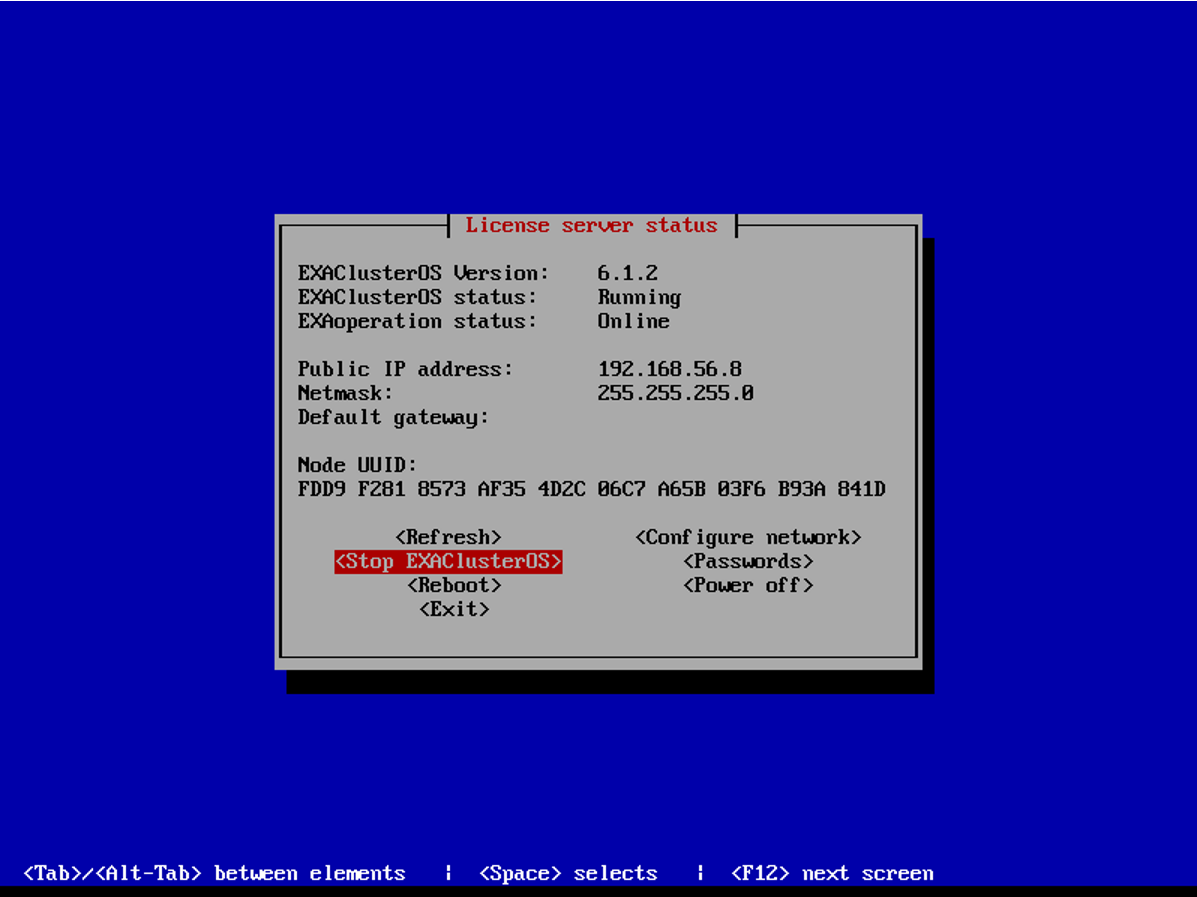 License server status
EXAClusterOS Version: 6.1.2
EXAClusterOS status: Running
EXAoperation status: Online
Public IP address: 192.168.56.8
Netmask: 255.255.255.0
Default gateway:
Node UUID:
FDD9 F281 8573 AF35 4D2C 06C7 A65B 03F6 B93A 841D
<Refresh> <Configure network>
<Stop EXAClusterOS> <Passwords>
<Reboot> <Power off>
<Exit>
<Tab>/<Alt-Tab> between elements | <Space> selects | <F12> next screen